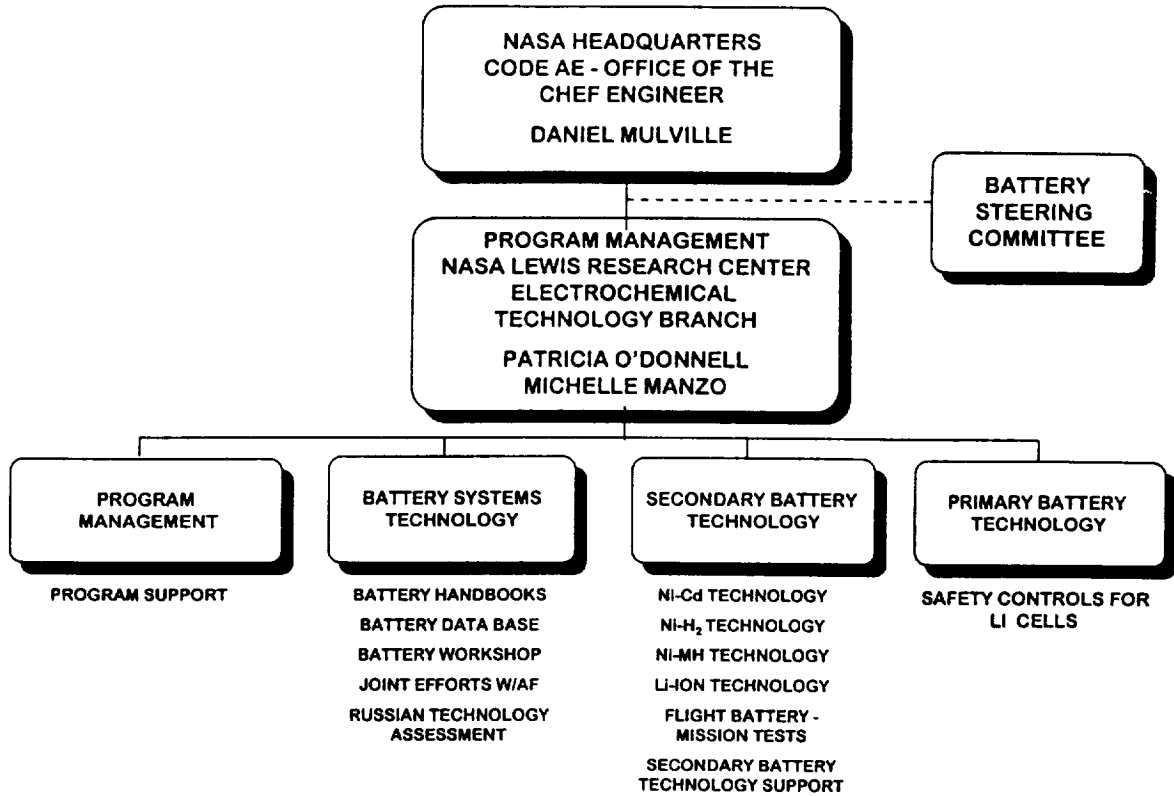 NASA HEADQUARTERS
CODE AE - OFFICE OF THE
CHEF ENGINEER
DANIEL MULVILLE
BATTERY
STEERING
COMMITTEE
PROGRAM MANAGEMENT
NASA LEWIS RESEARCH CENTER
ELECTROCHEMICAL
TECHNOLOGY BRANCH
PATRICIA O'DONNELL
MICHELLE MANZO
PROGRAM
MANAGEMENT
PROGRAM SUPPORT
BATTERY SYSTEMS
TECHNOLOGY
BATTERY HANDBOOKS
BATTERY DATA BASE
BATTERY WORKSHOP
JOINT EFFORTS W/AF
RUSSIAN TECHNOLOGY
ASSESSMENT
SECONDARY BATTERY
TECHNOLOGY
Ni-Cd TECHNOLOGY
Ni-H₂ TECHNOLOGY
Ni-MH TECHNOLOGY
Li-ION TECHNOLOGY
FLIGHT BATTERY -
MISSION TESTS
SECONDARY BATTERY
TECHNOLOGY SUPPORT
PRIMARY BATTERY
TECHNOLOGY
SAFETY CONTROLS FOR
LI CELLS